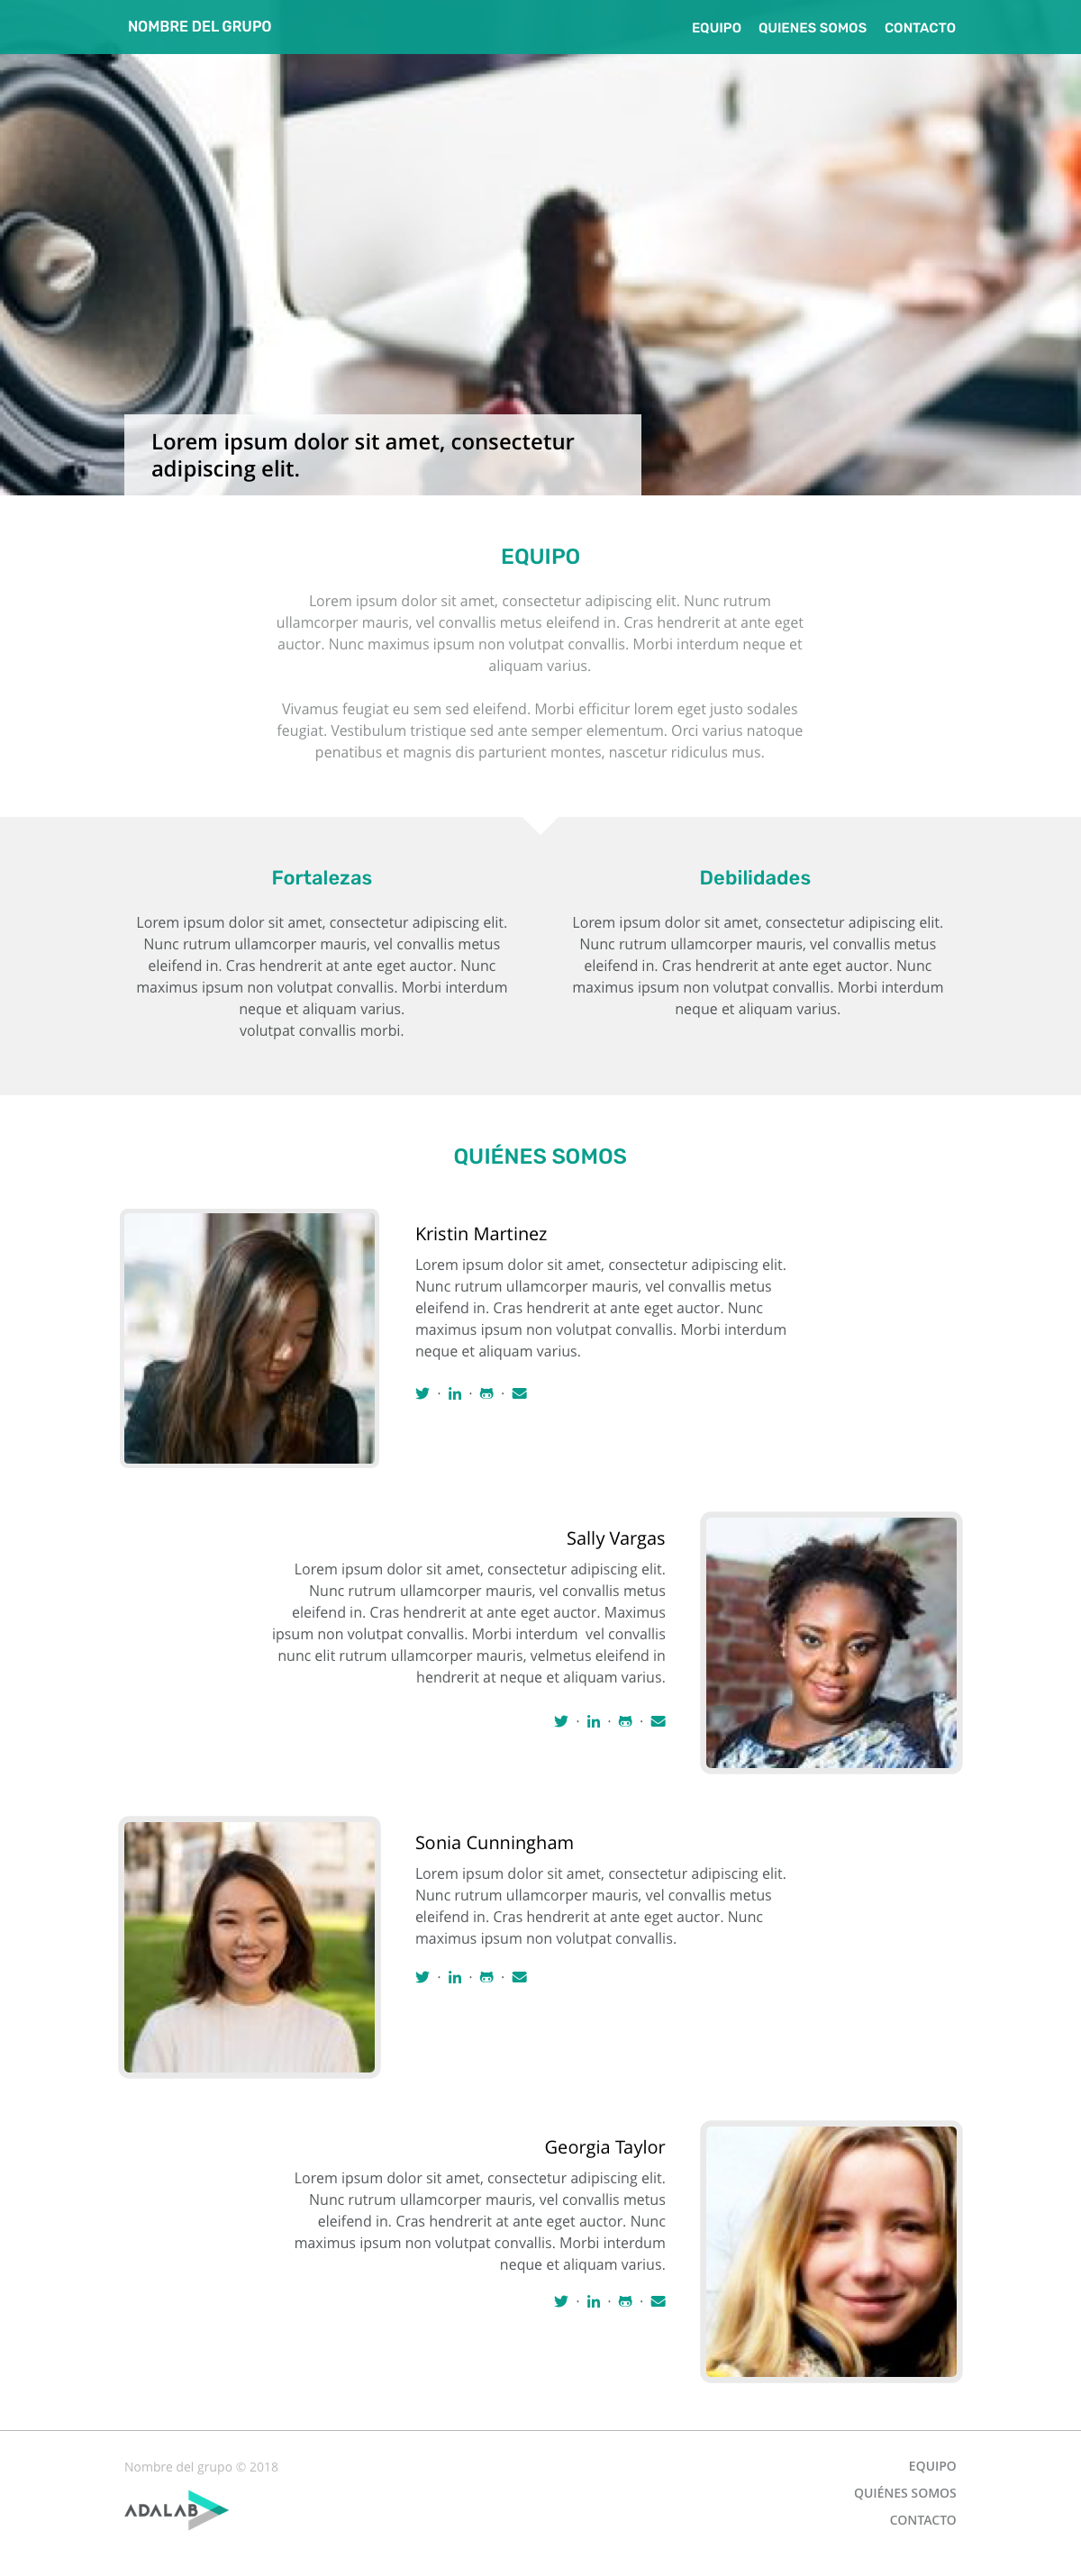 NOMBRE DEL GRUPO
EQUIPO QUIENES SOMOS CONTACTO
Lorem ipsum dolor sit amet, consectetur
adipiscing elit.
EQUIPO
Lorem ipsum dolor sit amet, consectetur adipiscing elit. Nunc rutrum
ullamcorper mauris, vel convallis metus eleifend in. Cras hendrerit at ante eget
auctor. Nunc maximus ipsum non volutpat convallis. Morbi interdum neque et
aliquam varius.
Vivamus feugiat eu sem sed eleifend. Morbi efficitur lorem eget justo sodales
feugiat. Vestibulum tristique sed ante semper elementum. Orci varius natoque
penatibus et magnis dis parturient montes, nascetur ridiculus mus.
Fortalezas
Lorem ipsum dolor sit amet, consectetur adipiscing elit.
Nunc rutrum ullamcorper mauris, vel convallis metus
eleifend in. Cras hendrerit at ante eget auctor. Nunc
maximus ipsum non volutpat convallis. Morbi interdum
neque et aliquam varius.
volutpat convallis morbi.
Debilidades
Lorem ipsum dolor sit amet, consectetur adipiscing elit.
Nunc rutrum ullamcorper mauris, vel convallis metus
eleifend in. Cras hendrerit at ante eget auctor. Nunc
maximus ipsum non volutpat convallis. Morbi interdum
neque et aliquam varius.
QUIÉNES SOMOS
Kristin Martinez
Lorem ipsum dolor sit amet, consectetur adipiscing elit.
Nunc rutrum ullamcorper mauris, vel convallis metus
eleifend in. Cras hendrerit at ante eget auctor. Nunc
maximus ipsum non volutpat convallis. Morbi interdum
neque et aliquam varius.
Sally Vargas
Lorem ipsum dolor sit amet, consectetur adipiscing elit.
Nunc rutrum ullamcorper mauris, vel convallis metus
eleifend in. Cras hendrerit at ante eget auctor. Maximus
ipsum non volutpat convallis. Morbi interdum  vel convallis
nunc elit rutrum ullamcorper mauris, velmetus eleifend in
hendrerit at neque et aliquam varius.
Sonia Cunningham
Lorem ipsum dolor sit amet, consectetur adipiscing elit.
Nunc rutrum ullamcorper mauris, vel convallis metus
eleifend in. Cras hendrerit at ante eget auctor. Nunc
maximus ipsum non volutpat convallis.
Georgia Taylor
Lorem ipsum dolor sit amet, consectetur adipiscing elit.
Nunc rutrum ullamcorper mauris, vel convallis metus
eleifend in. Cras hendrerit at ante eget auctor. Nunc
maximus ipsum non volutpat convallis. Morbi interdum
neque et aliquam varius.
Nombre del grupo © 2018
ADALAB
EQUIPO
QUIÉNES SOMOS
CONTACTO